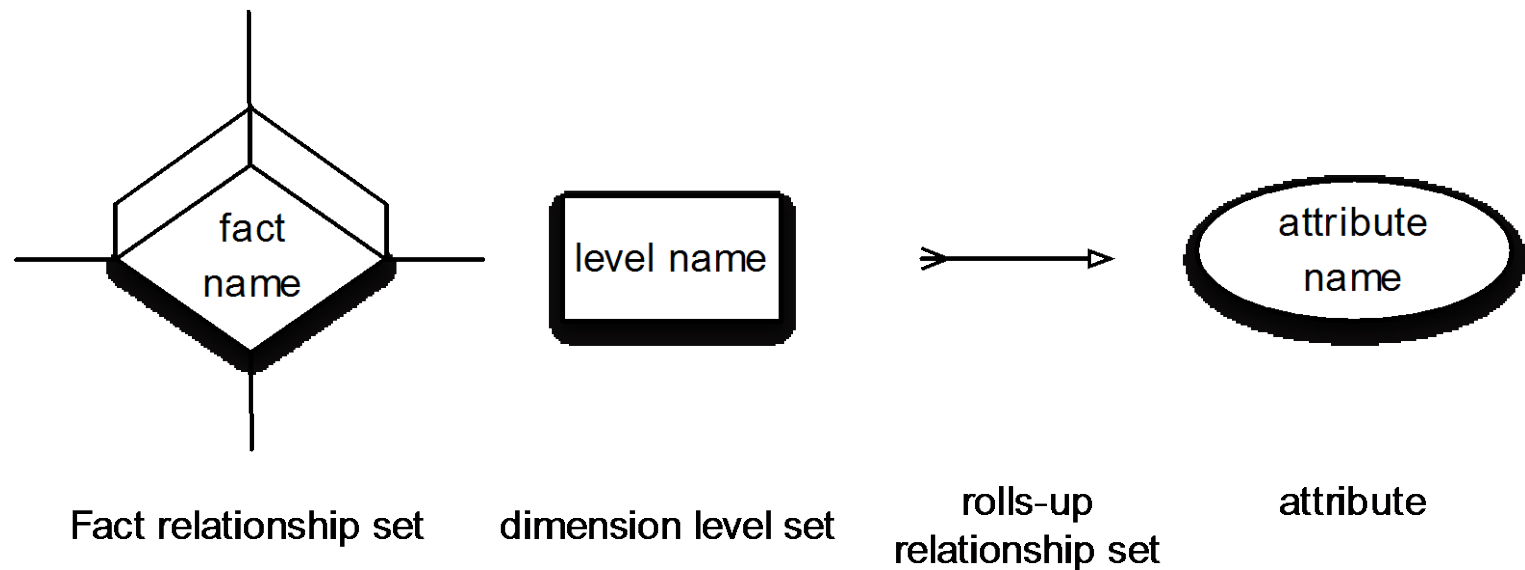 fact
name
level name
attribute
name
Fact relationship set
dimension level set
rolls-up
relationship set
attribute